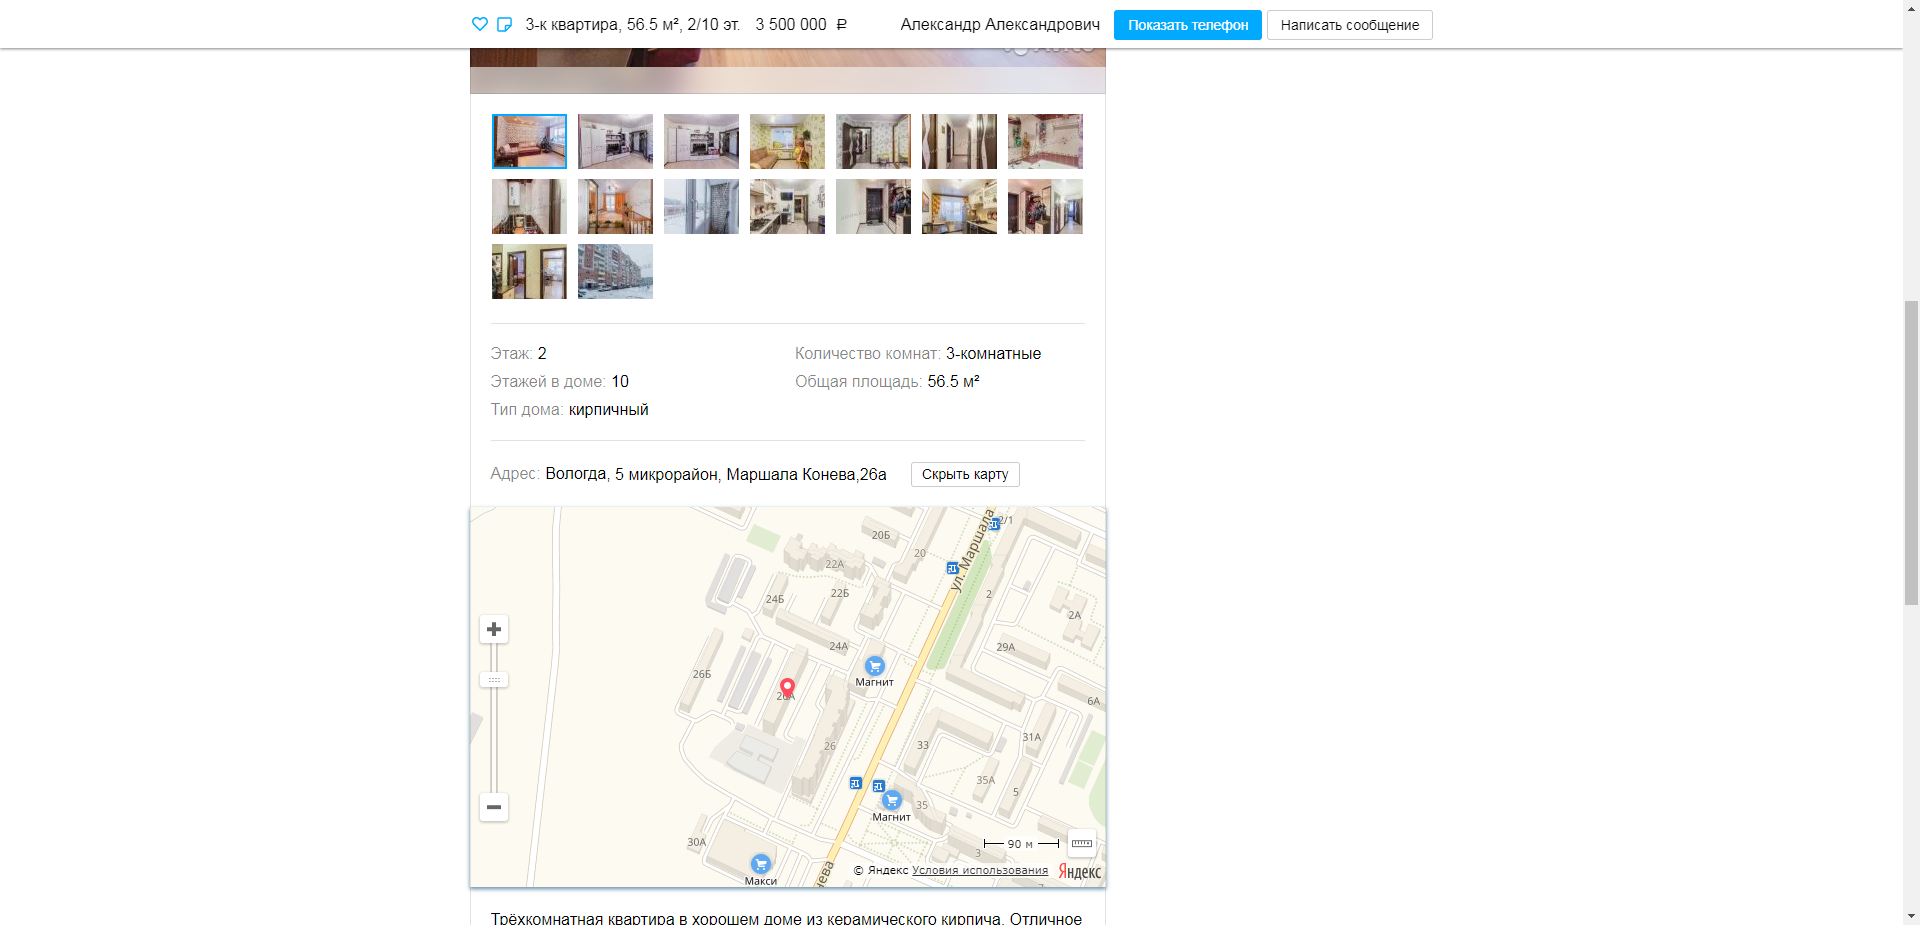 3-к квартира, 56.5 м², 2/10 эт. 3 500 000 ₽ Александр Александрович Показать телефон Написать сообщение
Этаж: 2
Количество комнат: 3-комнатные
Этажей в доме: 10
Общая площадь: 56.5 м²
Тип дома: кирпичный
Адрес: Вологда, 5 микрорайон, Маршала Конева,26а Скрыть карту
2/1
20Б
20
22А
ул. Маршала
24Б
22Б
2
2А
24А
29А
Магнит
26Б
26А
6А
31А
26
33
35А
5
35
Магнит
30А
90 м
3
нева
7
Макси
© Яндекс Условия использования Яндекс
Трёхкомнатная квартира в хорошем доме из керамического кирпича. Отличное